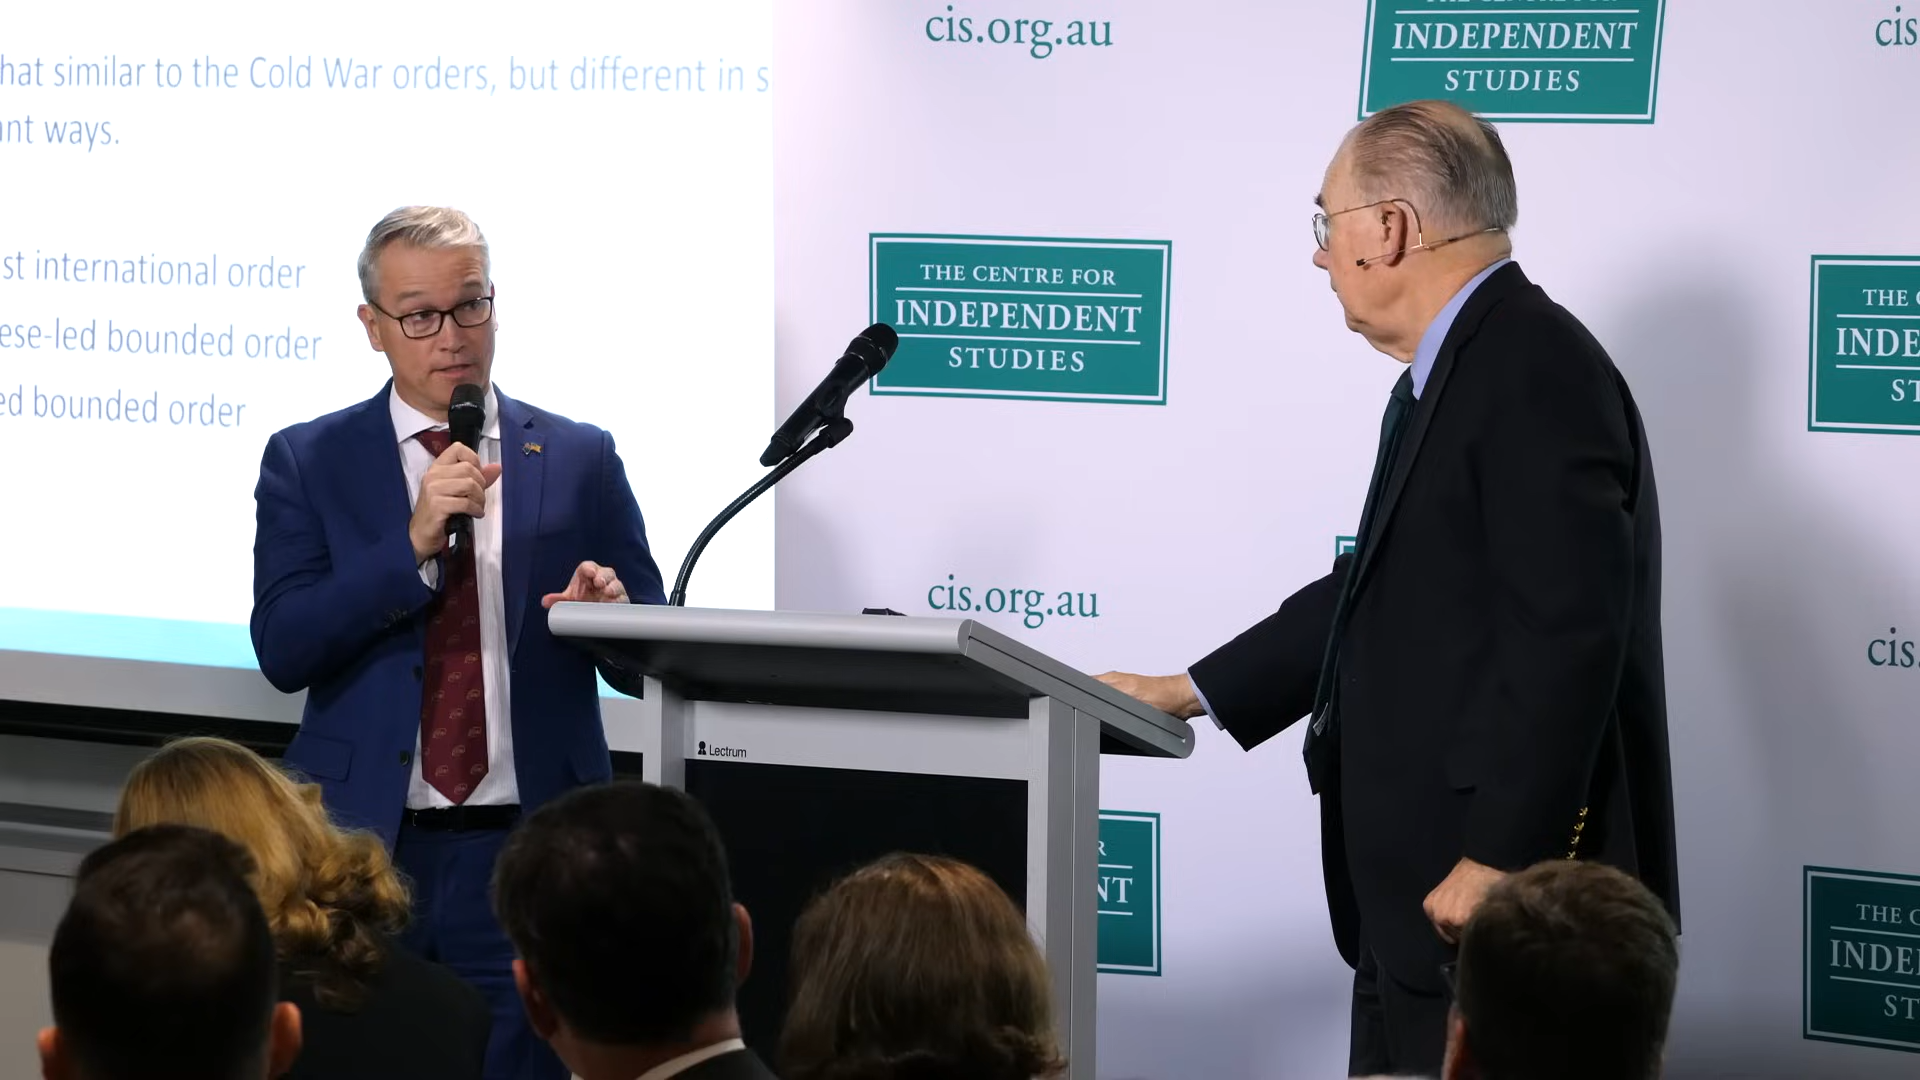 hat similar to the Cold War orders, but different in s
ant ways.
st international order
ese-led bounded order
ed bounded order
cis.org.au
INDEPENDENT
STUDIES
cis
THE CENTRE FOR
INDEPENDENT
STUDIES
THE C
INDE
ST
cis.org.au
cis.
Lectrum
R
NT
THE C
INDE
ST